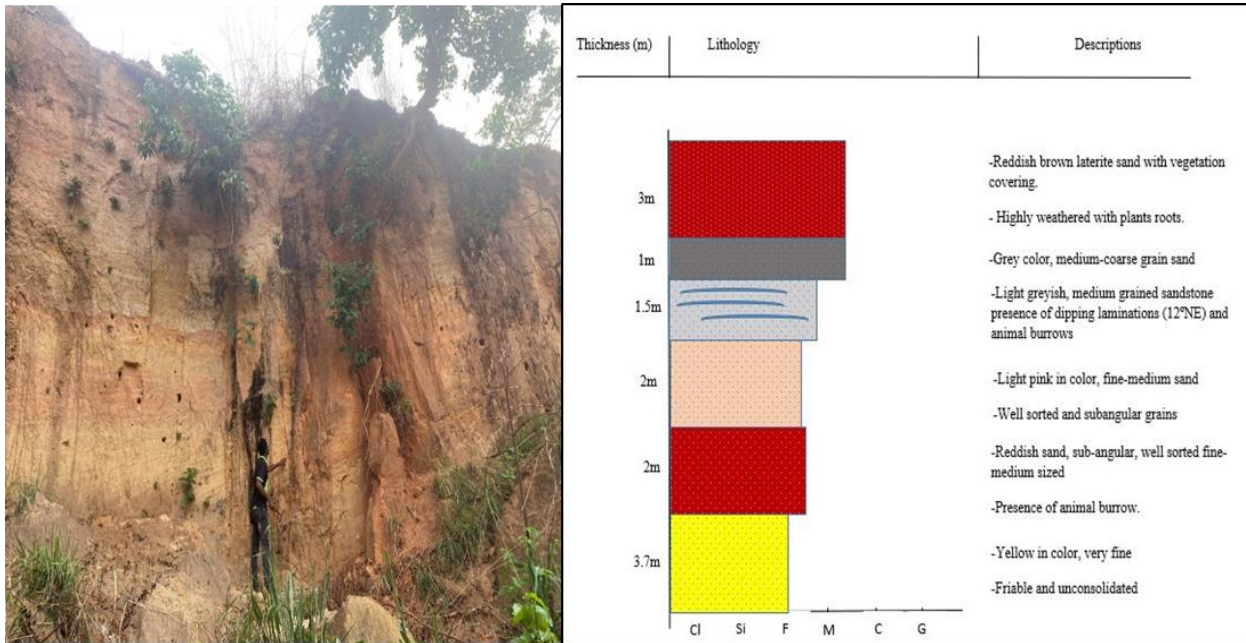 Thickness (m) Lithology Descriptions
3m
-Reddish brown laterite sand with vegetation
covering.
- Highly weathered with plants roots.
1m
-Grey color, medium-coarse grain sand
1.5m
-Light greyish, medium grained sandstone
presence of dipping laminations (12°NE) and
animal burrows
2m
-Light pink in color, fine-medium sand
-Well sorted and subangular grains
2m
-Reddish sand, sub-angular, well sorted fine-
medium sized
-Presence of animal burrow.
3.7m
-Yellow in color, very fine
-Friable and unconsolidated
Cl Si F M C G